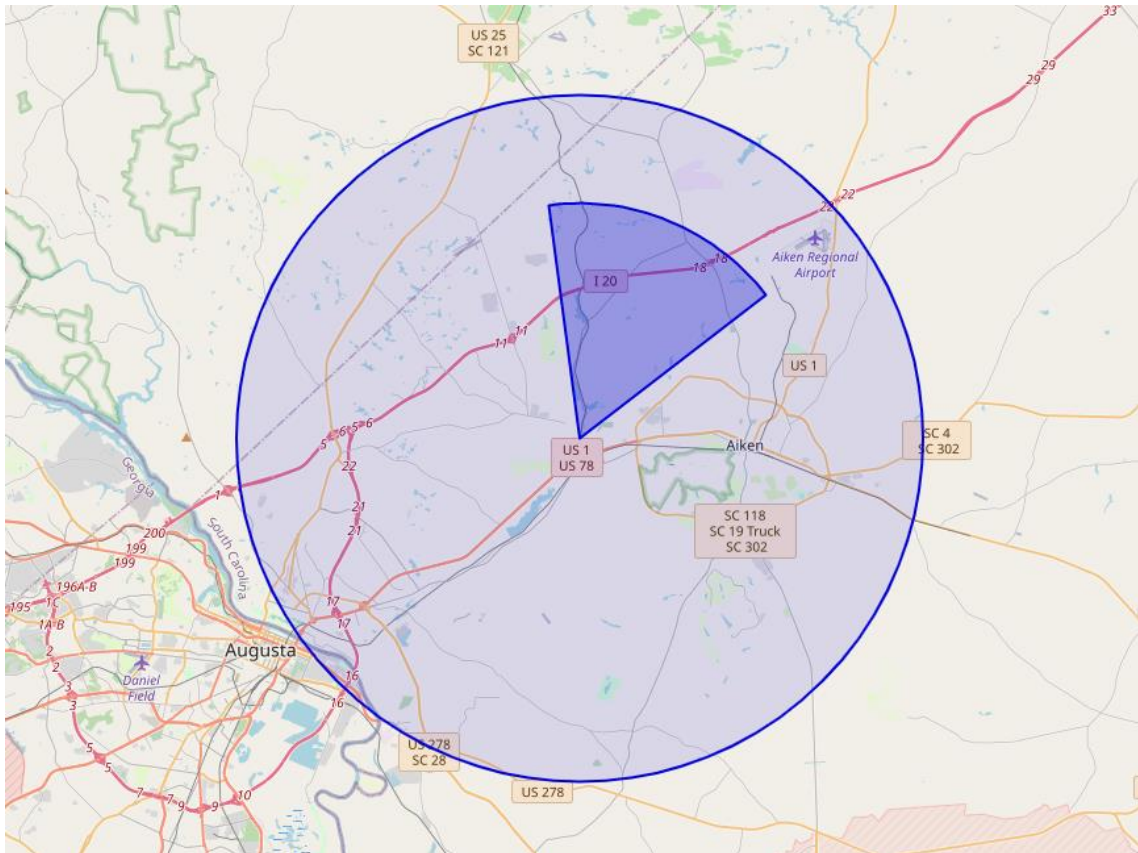 33
US 25
SC 121
29
29
22
22
Aiken Regional
Airport
18
18
I 20
11
11
US 1
5 6 5 6
SC 4
SC 302
US 1
US 78
Aiken
22
Georgia
1
21
21
SC 118
SC 19 Truck
SC 302
200
South Carolina
199
199
196A-B
195
1C
1A-B
17
17
Augusta
2
2
Daniel
Field
16
16
3
3
US 278
SC 28
5
5
US 278
7
7
9
9
10